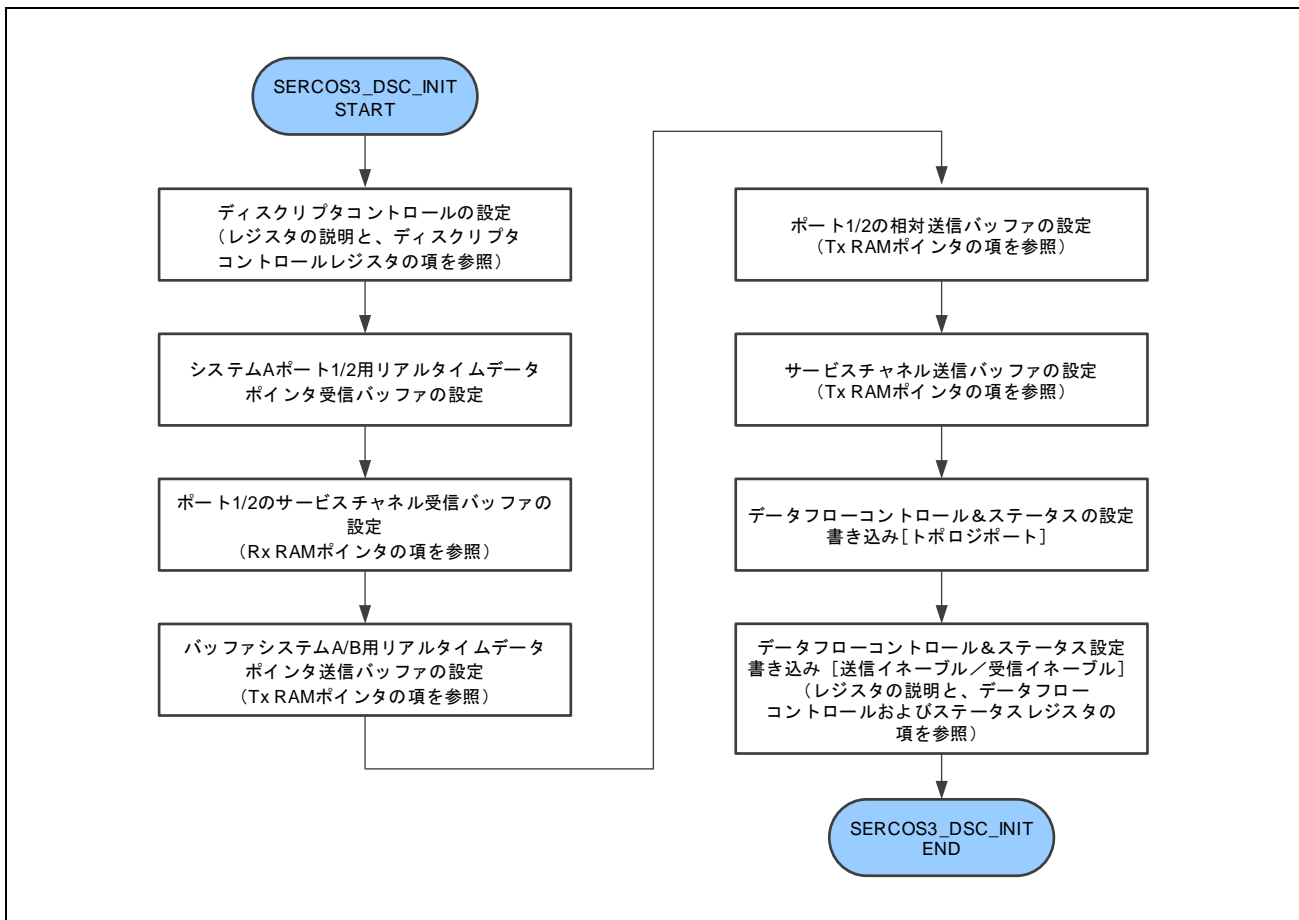 SERCOS3_DSC_INIT
START
ディスクリプタコントロールの設定
（レジスタの説明と、ディスクリプタ
コントロールレジスタの項を参照）
システムAポート1/2用リアルタイムデータ
ポインタ受信バッファの設定
ポート1/2のサービスチャネル受信バッファの
設定
（Rx RAMポインタの項を参照）
バッファシステムA/B用リアルタイムデータ
ポインタ送信バッファの設定
（Tx RAMポインタの項を参照）
ポート1/2の相対送信バッファの設定
（Tx RAMポインタの項を参照）
サービスチャネル送信バッファの設定
（Tx RAMポインタの項を参照）
データフローコントロール＆ステータスの設定
書き込み［トポロジポート］
データフローコントロール＆ステータス設定
書き込み［送信イネーブル／受信イネーブル］
（レジスタの説明と、データフロー
コントロールおよびステータスレジスタの
項を参照）
SERCOS3_DSC_INIT
END